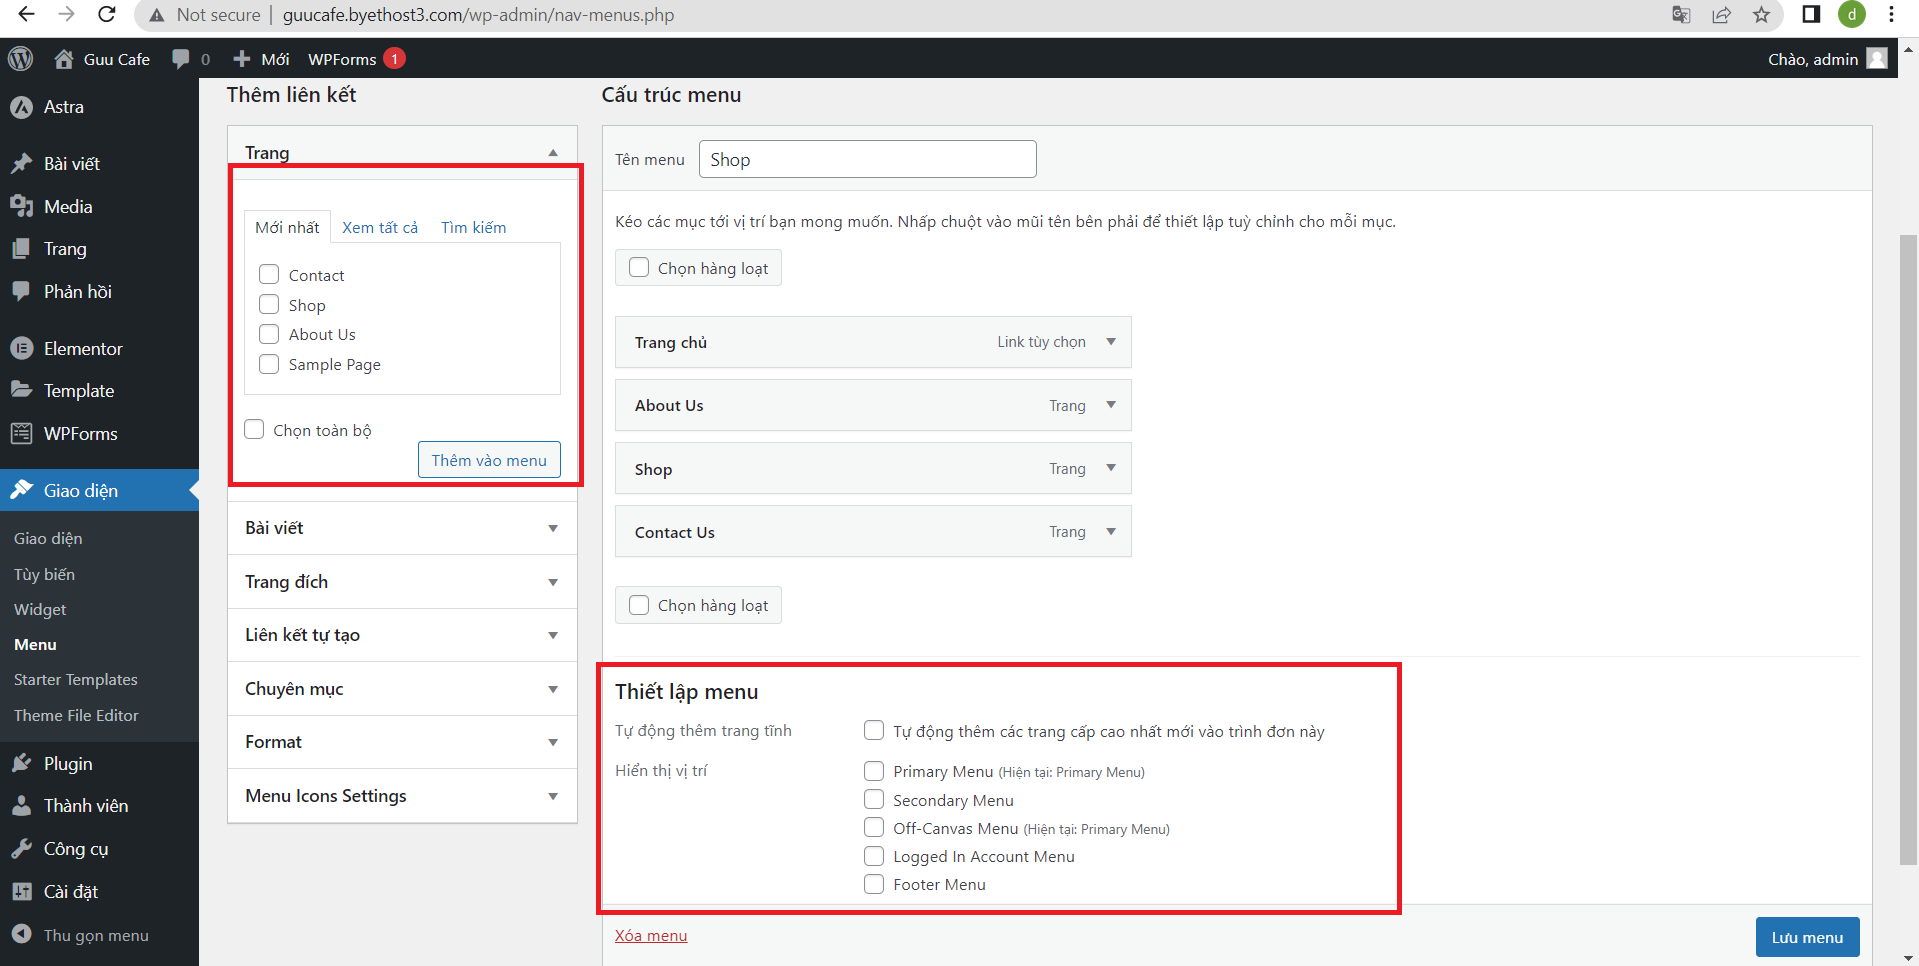 Not secure
guucafe.byethost3.com/wp-admin/nav-menus.php
d
Guu Cafe
0
Mới
WPForms
1
Chào, admin
Astra
Bài viết
Media
Trang
Phản hồi
Elementor
Template
WPForms
Giao diện
Giao diện
Tùy biến
Widget
Menu
Starter Templates
Theme File Editor
Plugin
Thành viên
Công cụ
Cài đặt
Thu gọn menu
Thêm liên kết
Trang
Mới nhất
Xem tất cả
Tìm kiếm
Contact
Shop
About Us
Sample Page
Chọn toàn bộ
Thêm vào menu
Bài viết
Trang đích
Liên kết tự tạo
Chuyên mục
Format
Menu Icons Settings
Cấu trúc menu
Tên menu
Shop
Kéo các mục tới vị trí bạn mong muốn. Nhấp chuột vào mũi tên bên phải để thiết lập tuỳ chỉnh cho mỗi mục.
Chọn hàng loạt
Trang chủ
Link tùy chọn
About Us
Trang
Shop
Trang
Contact Us
Trang
Chọn hàng loạt
Thiết lập menu
Tự động thêm trang tĩnh
Tự động thêm các trang cấp cao nhất mới vào trình đơn này
Hiển thị vị trí
Primary Menu (Hiện tại: Primary Menu)
Secondary Menu
Off-Canvas Menu (Hiện tại: Primary Menu)
Logged In Account Menu
Footer Menu
Xóa menu
Lưu menu